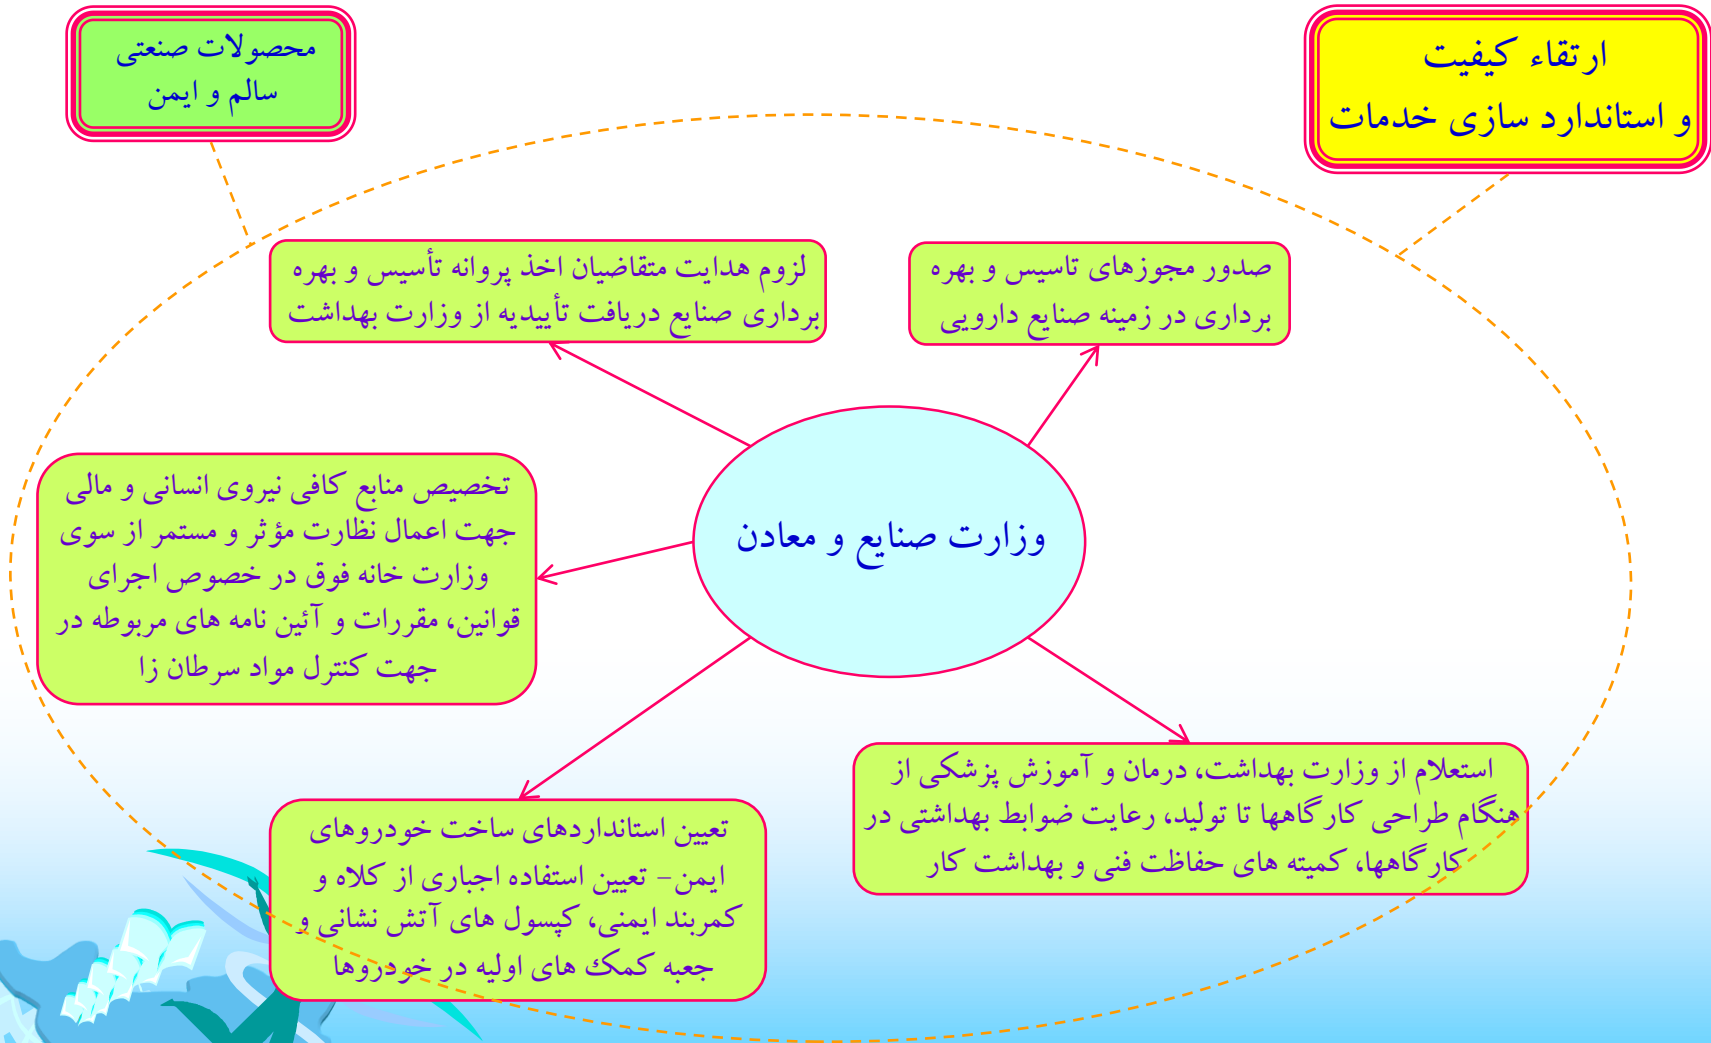 ارتقاء کیفیت
و استاندارد سازی خدمات
محصولات صنعتی
سالم و ایمن
صدور مجوزهای تاسیس و بهره
برداری در زمینه صنایع دارویی
لزوم هدایت متقاضیان اخذ پروانه تأسیس و بهره
برداری صنایع دریافت تأییدیه از وزارت بهداشت
وزارت صنایع و معادن
تخصیص منابع کافی نیروی انسانی و مالی
جهت اعمال نظارت مؤثر و مستمر از سوی
وزارت خانه فوق در خصوص اجرای
قوانین، مقررات و آئین نامه های مربوطه در
جهت کنترل مواد سرطان زا
استعلام از وزارت بهداشت، درمان و آموزش پزشکی از
هنگام طراحی کارگاهها تا تولید، رعایت ضوابط بهداشتی در
کارگاهها، کمیته های حفاظت فنی و بهداشت کار
تعیین استانداردهای ساخت خودروهای
ایمن– تعیین استفاده اجباری از کلاه و
کمربند ایمنی، کپسول های آتش نشانی و
جعبه کمک های اولیه در خودروها